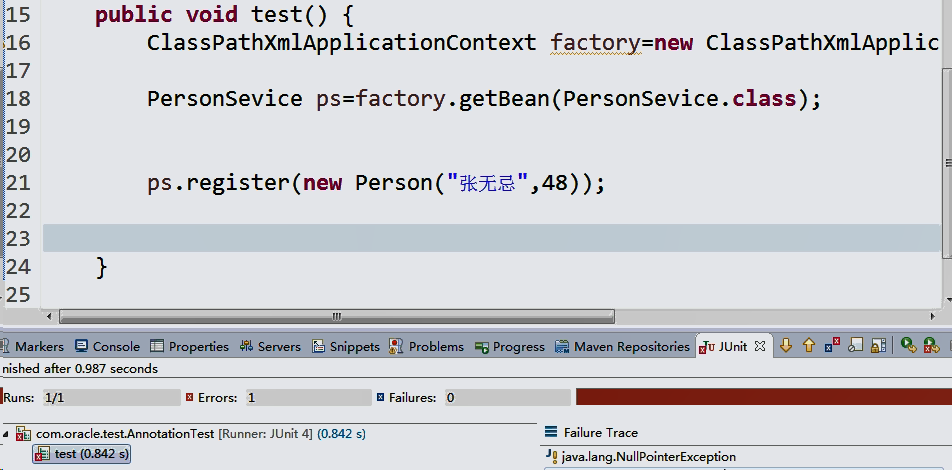 15 public void test() {
16 ClassPathXmlApplicationContext factory=new ClassPathXmlApplic
17
18 PersonSevice ps=factory.getBean(PersonSevice.class);
19
20
21 ps.register(new Person("张无忌",48));
22
23
24 }
25
Markers Console Properties Servers Snippets Problems Progress Maven Repositories JUnit
nished after 0.987 seconds
Runs: 1/1 Errors: 1 Failures: 0
com.oracle.test.AnnotationTest [Runner: JUnit 4] (0.842 s) Failure Trace
test (0.842 s) java.lang.NullPointerException